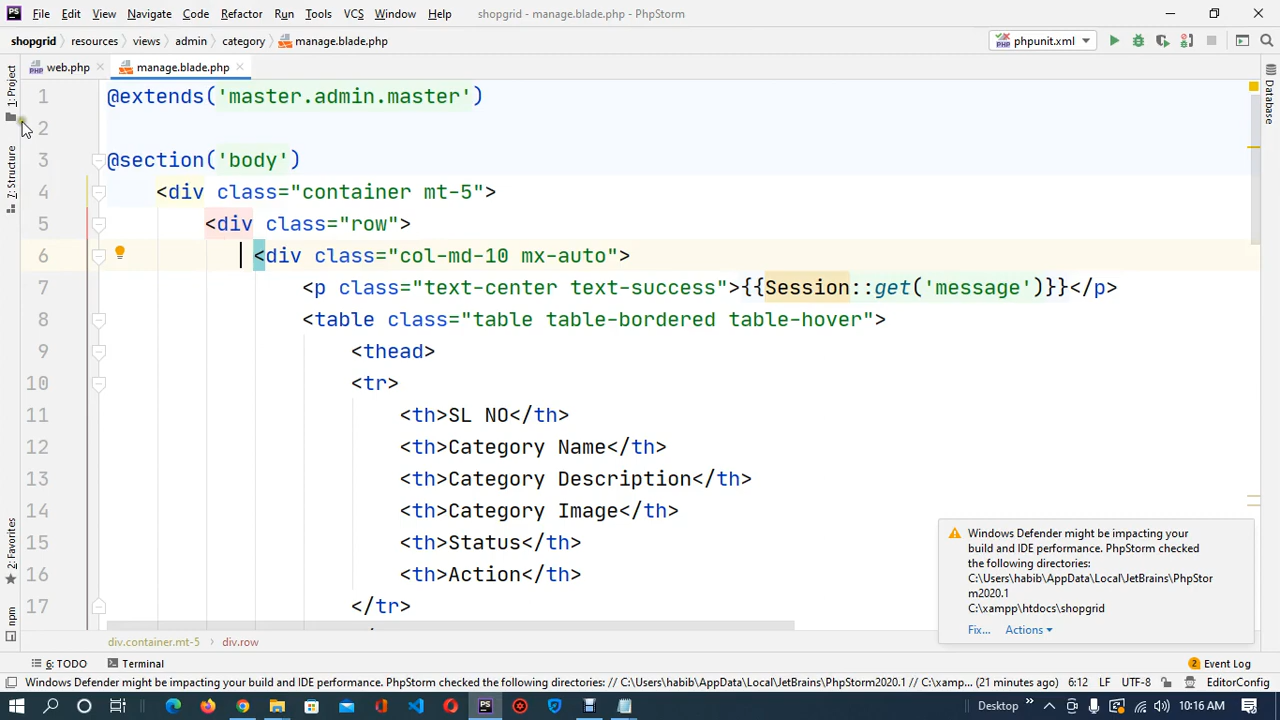 File Edit View Navigate Code Refactor Run Tools VCS Window Help shopgrid - manage.blade.php - PhpStorm
shopgrid resources views admin category manage.blade.php phpunit.xml
web.php manage.blade.php
1: Project
7: Structure
2: Favorites
npm
Database
1 @extends('master.admin.master')
2
3 @section('body')
4 <div class="container mt-5">
5 <div class="row">
6 <div class="col-md-10 mx-auto">
7 <p class="text-center text-success">{{Session::get('message')}}</p>
8 <table class="table table-bordered table-hover">
9 <thead>
10 <tr>
11 <th>SL NO</th>
12 <th>Category Name</th>
13 <th>Category Description</th>
14 <th>Category Image</th>
15 <th>Status</th>
16 <th>Action</th>
17 </tr>
Windows Defender might be impacting your
build and IDE performance. PhpStorm checked
the following directories:
C:\Users\habib\AppData\Local\JetBrains\PhpStor
m2020.1
C:\xampp\htdocs\shopgrid
Fix... Actions
div.container.mt-5 div.row
6: TODO Terminal 2 Event Log
Windows Defender might be impacting your build and IDE performance. PhpStorm checked the following directories: // C:\Users\habib\AppData\Local\JetBrains\PhpStorm2020.1 // C:\xamp... (21 minutes ago) 6:12 LF UTF-8 EditorConfig
Desktop 10:16 AM